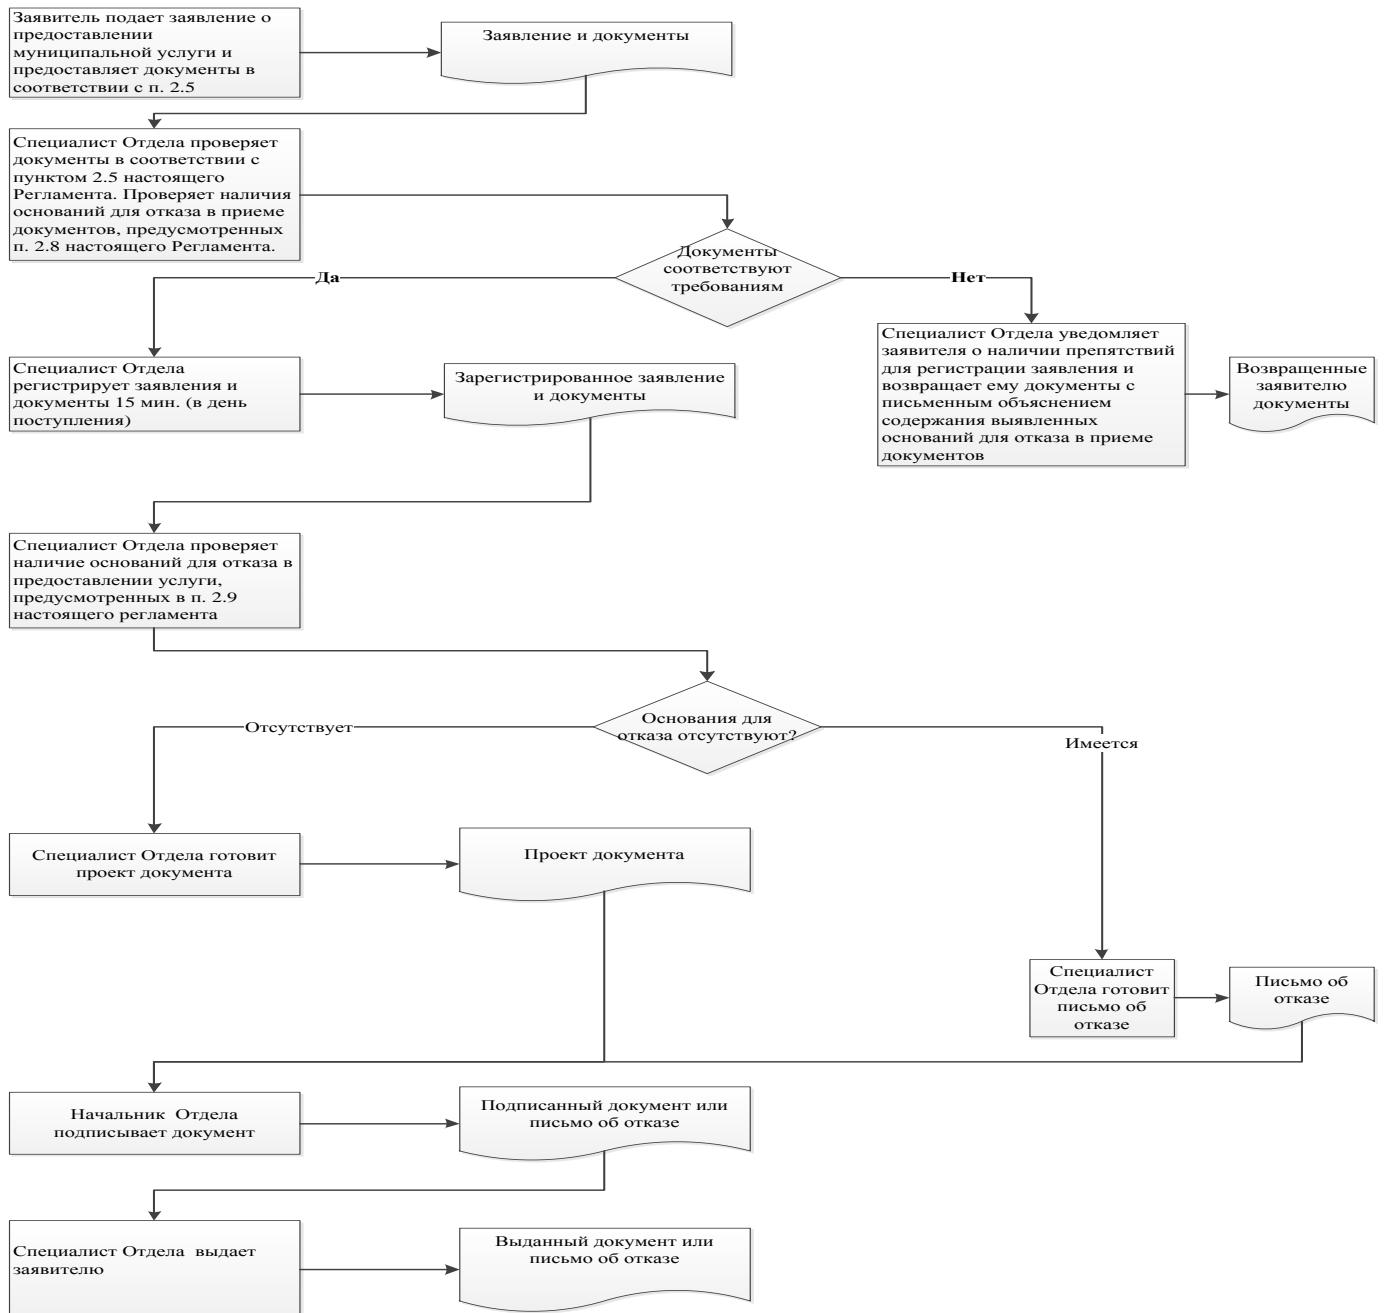 Заявитель подает заявление о
предоставлении
муниципальной услуги и
предоставляет документы в
соответствии с п. 2.5
Заявление и документы
Специалист Отдела проверяет
документы в соответствии с
пунктом 2.5 настоящего
Регламента. Проверяет наличия
оснований для отказа в приеме
документов, предусмотренных
п. 2.8 настоящего Регламента.
Документы
соответствуют
требованиям
Да
Нет
Специалист Отдела
регистрирует заявления и
документы 15 мин. (в день
поступления)
Зарегистрированное заявление
и документы
Специалист Отдела уведомляет
заявителя о наличии препятствий
для регистрации заявления и
возвращает ему документы с
письменным объяснением
содержания выявленных
оснований для отказа в приеме
документов
Возвращенные
заявителю
документы
Специалист Отдела проверяет
наличие оснований для отказа в
предоставлении услуги,
предусмотренных в п. 2.9
настоящего регламента
Основания для
отказа отсутствуют?
Отсутствует
Имеется
Специалист Отдела готовит
проект документа
Проект документа
Специалист
Отдела готовит
письмо об
отказе
Письмо об
отказе
Начальник  Отдела
подписывает документ
Подписанный документ или
письмо об отказе
Специалист Отдела  выдает
заявителю
Выданный документ или
письмо об отказе